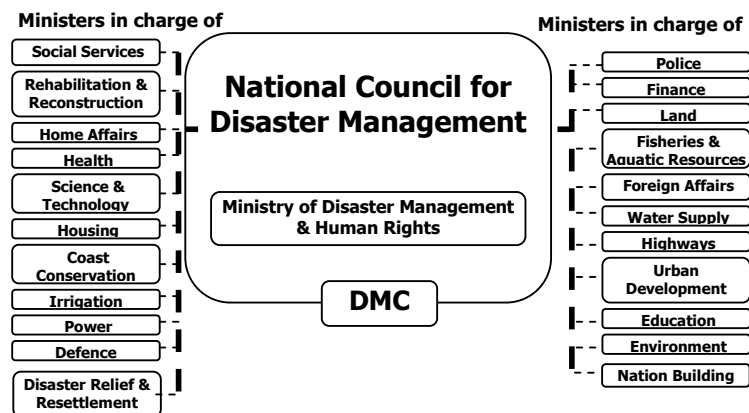 Ministers in charge of
Social Services
Rehabilitation &
Reconstruction
Home Affairs
Health
Science &
Technology
Housing
Coast
Conservation
Irrigation
Power
Defence
Disaster Relief &
Resettlement
National Council for
Disaster Management
Ministry of Disaster Management
& Human Rights
DMC
Ministers in charge of
Police
Finance
Land
Fisheries &
Aquatic Resources
Foreign Affairs
Water Supply
Highways
Urban
Development
Education
Environment
Nation Building